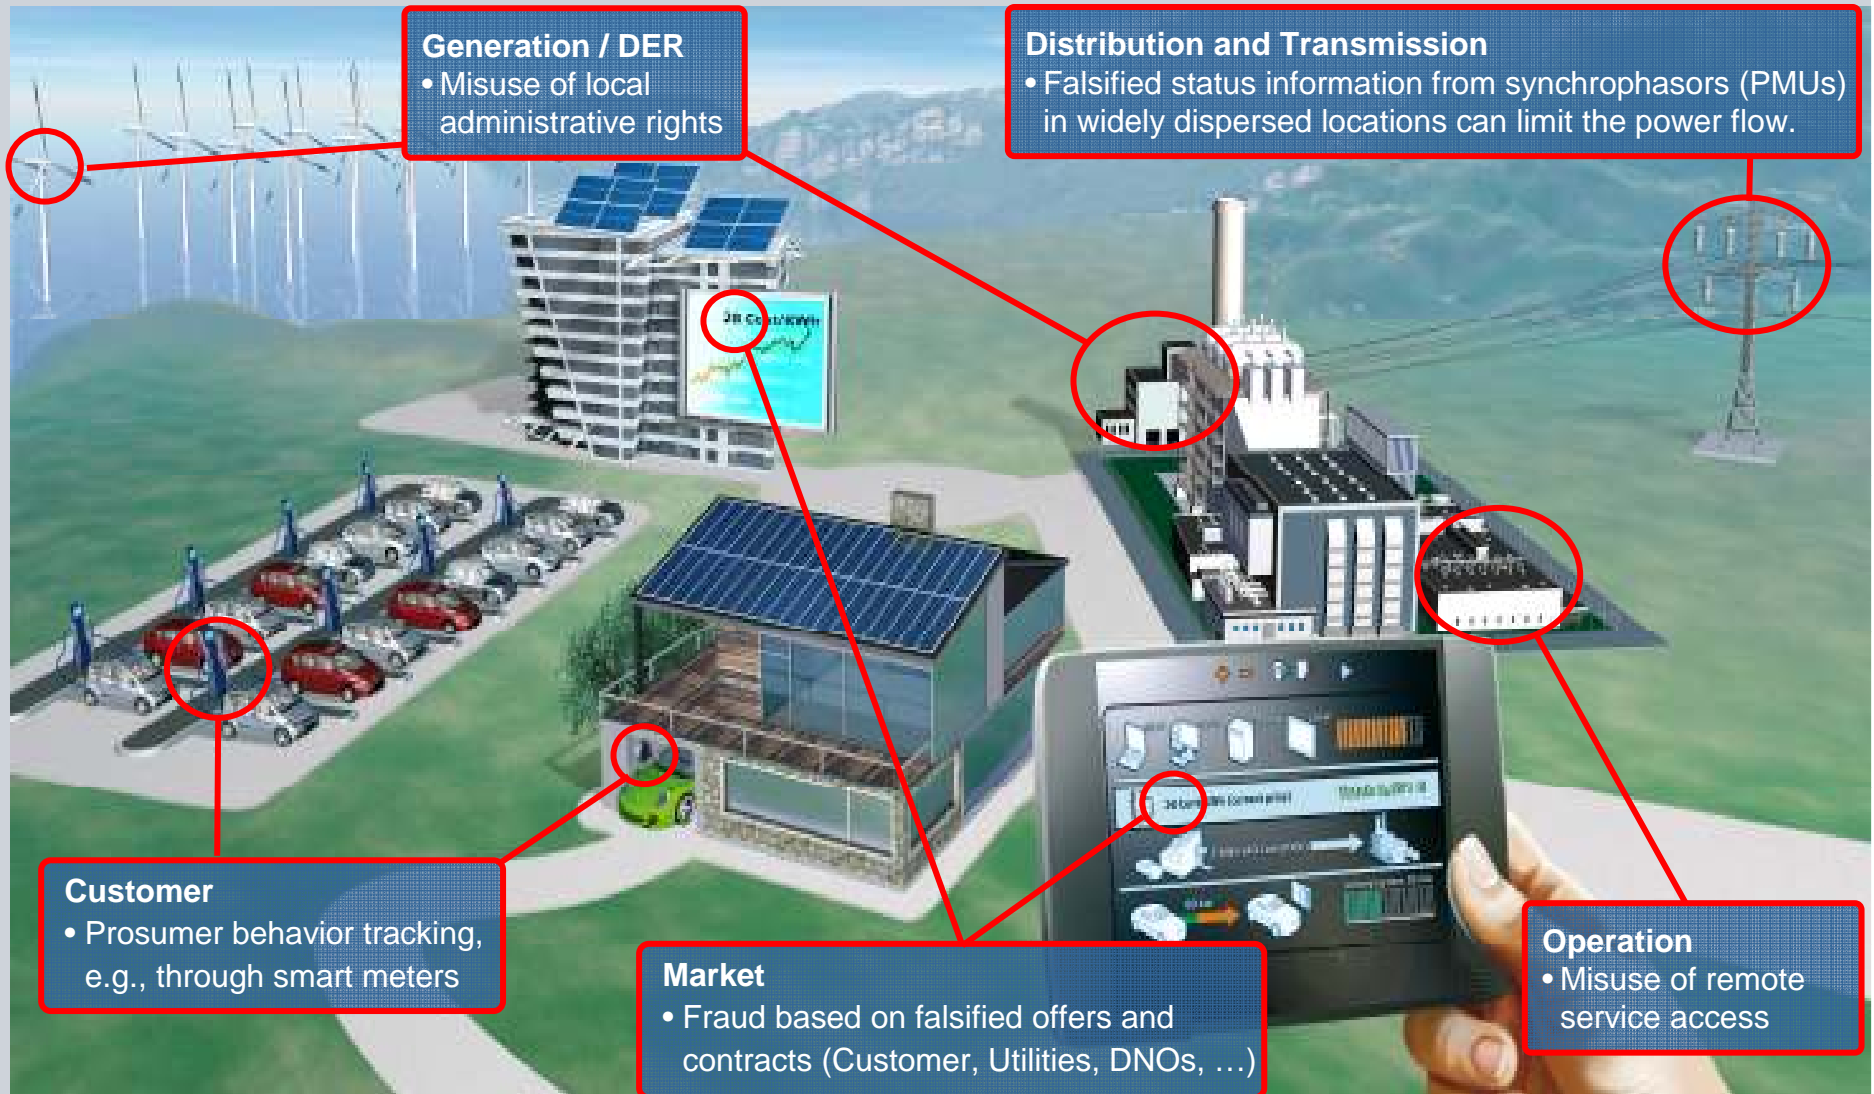 Generation / DER
• Misuse of local
administrative rights
Distribution and Transmission
• Falsified status information from synchrophasors (PMUs)
in widely dispersed locations can limit the power flow.
Customer
• Prosumer behavior tracking,
e.g., through smart meters
Market
• Fraud based on falsified offers and
contracts (Customer, Utilities, DNOs, …)
Operation
• Misuse of remote
service access